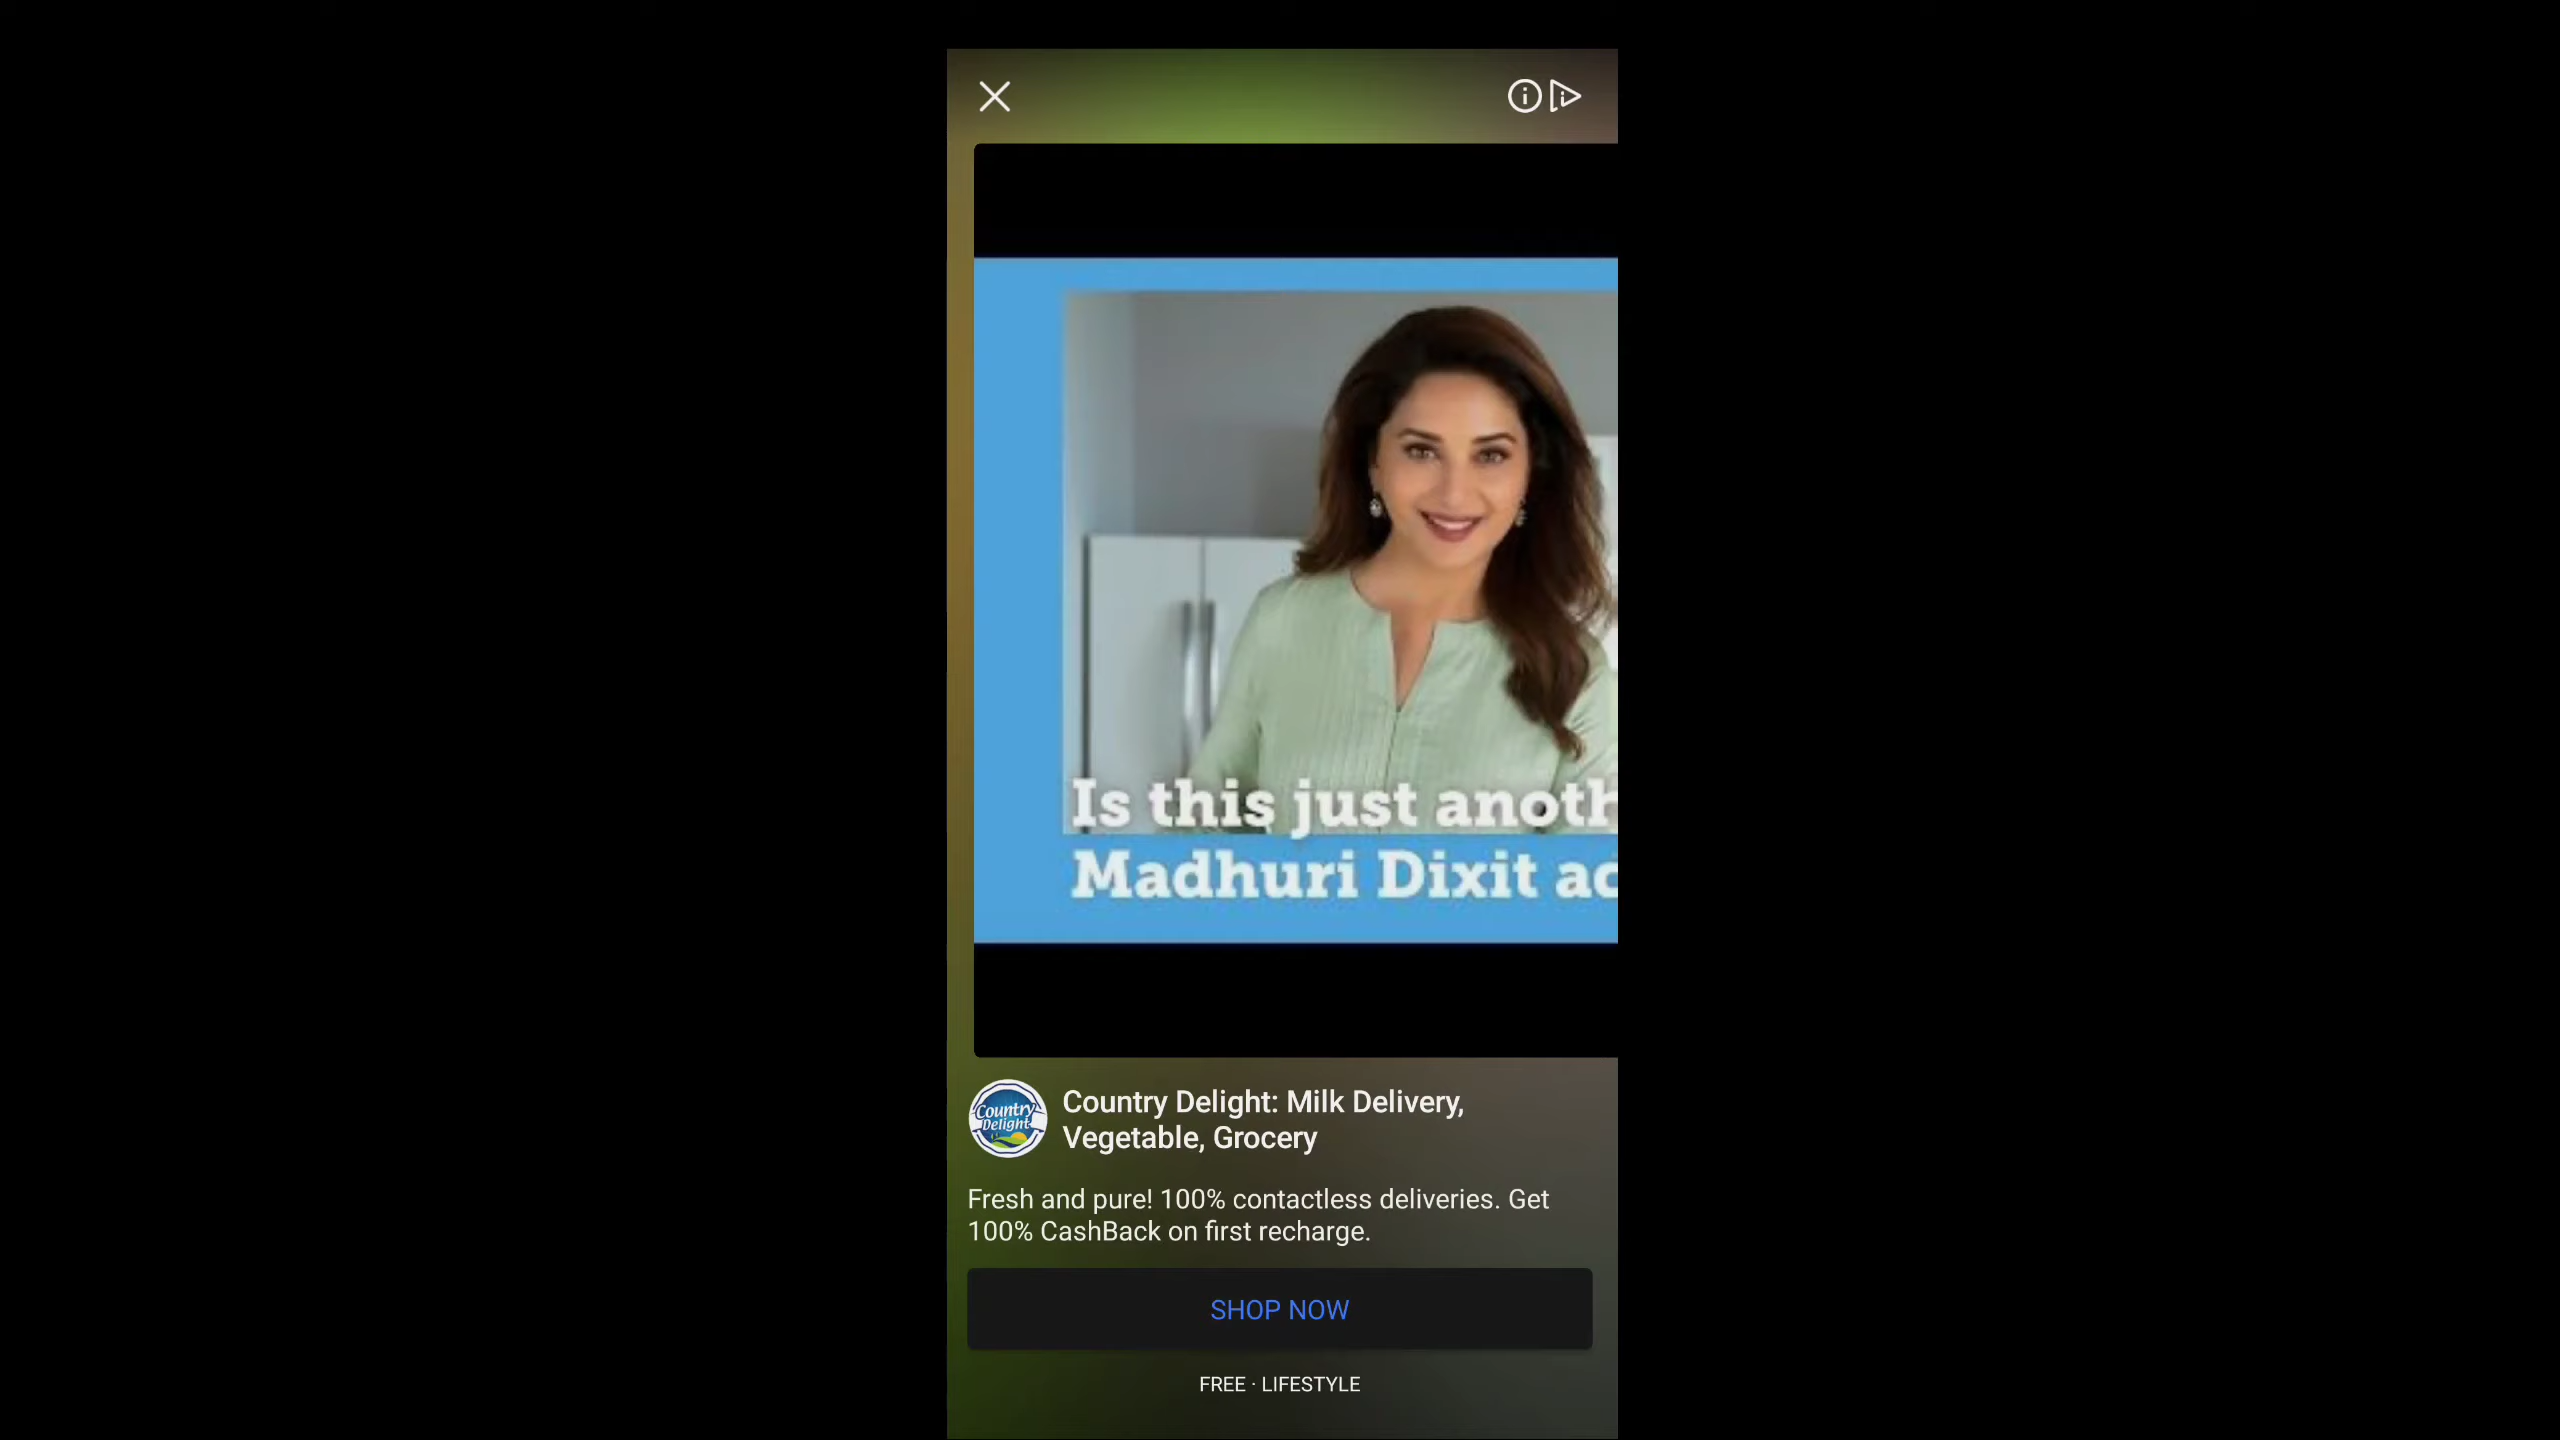 Is this just anoth
Madhuri Dixit ad
Country Delight
Country Delight: Milk Delivery,
Vegetable, Grocery
Fresh and pure! 100% contactless deliveries. Get
100% CashBack on first recharge.
SHOP NOW
FREE · LIFESTYLE